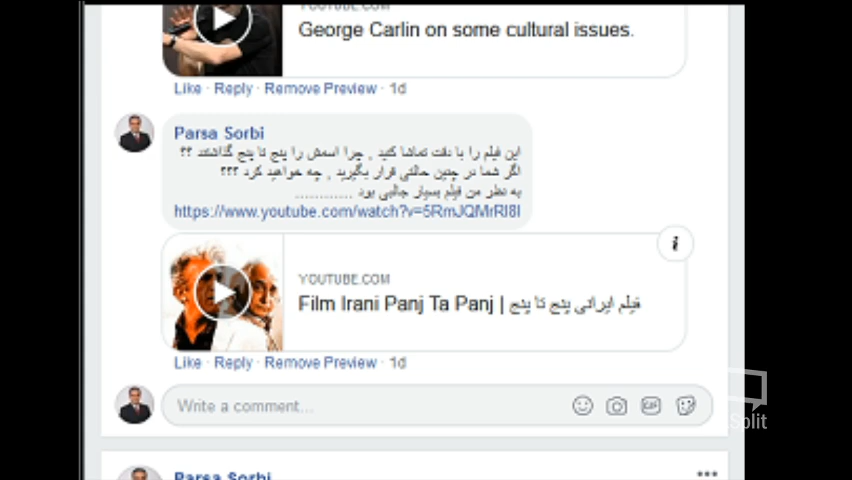 George Carlin on some cultural issues.
Like · Reply · Remove Preview · 1d
Parsa Sorbi
این فیلم را با دقت تماشا کنید , چرا اسمش را پنج تا پنج گذاشتند ؟؟
اگر شما در چنین حالتی قرار بگیرید , چه خواهید کرد ؟؟؟
به نظر من فیلم بسیار جالبی بود .............
https://www.youtube.com/watch?v=5RmJQMrRI8I
YOUTUBE.COM
Film Irani Panj Ta Panj | فیلم ایرانی پنج تا پنج
Like · Reply · Remove Preview · 1d
Write a comment...
GIF
Split
Parsa Sorbi